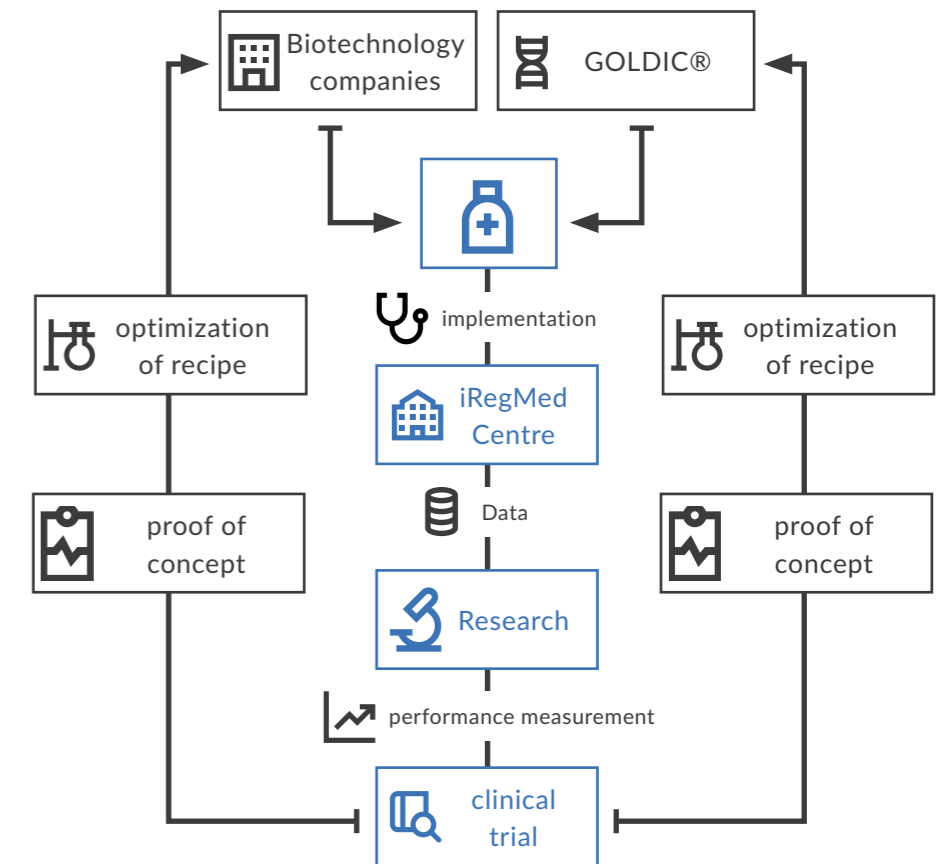 Biotechnology
companies
GOLDIC®
implementation
optimization
of recipe
optimization
of recipe
iRegMed
Centre
Data
proof of
concept
proof of
concept
Research
performance measurement
clinical
trial